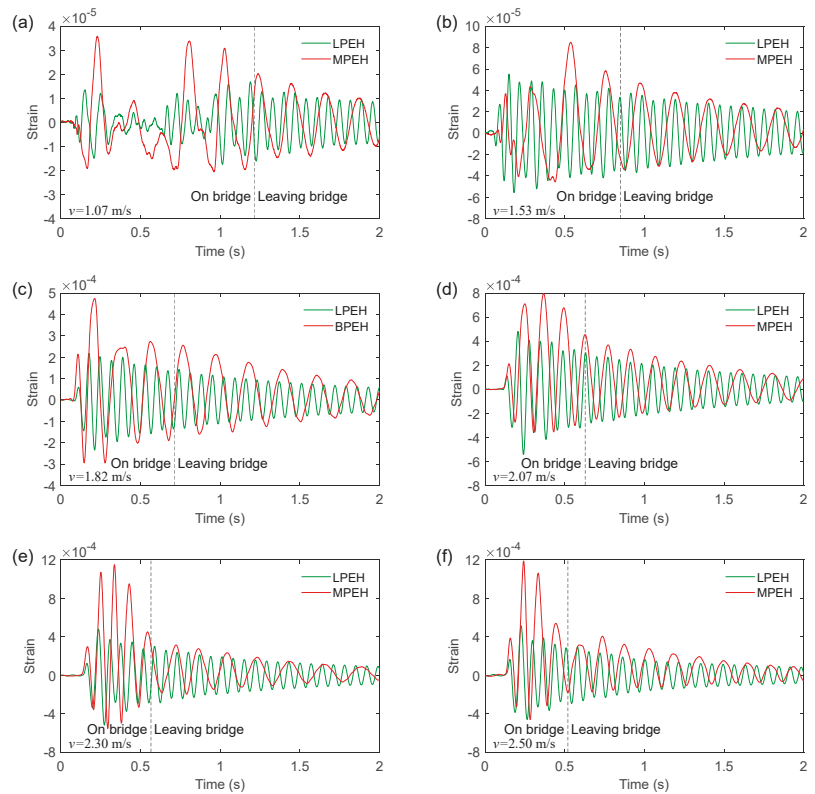 (a)
×10⁻⁵
4
3
2
1
0
-1
-2
-3
-4
Strain
LPEH
MPEH
On bridge
Leaving bridge
v=1.07 m/s
0 0.5 1 1.5 2
Time (s)
(b)
×10⁻⁵
10
8
6
4
2
0
-2
-4
-6
-8
Strain
LPEH
MPEH
On bridge
Leaving bridge
v=1.53 m/s
0 0.5 1 1.5 2
Time (s)
(c)
×10⁻⁴
5
4
3
2
1
0
-1
-2
-3
-4
Strain
LPEH
BPEH
On bridge
Leaving bridge
v=1.82 m/s
0 0.5 1 1.5 2
Time (s)
(d)
×10⁻⁴
8
6
4
2
0
-2
-4
-6
-8
Strain
LPEH
MPEH
On bridge
Leaving bridge
v=2.07 m/s
0 0.5 1 1.5 2
Time (s)
(e)
×10⁻⁴
12
8
4
0
-4
-8
Strain
LPEH
MPEH
On bridge
Leaving bridge
v=2.30 m/s
0 0.5 1 1.5 2
Time (s)
(f)
×10⁻⁴
12
8
4
0
-4
-8
Strain
LPEH
MPEH
On bridge
Leaving bridge
v=2.50 m/s
0 0.5 1 1.5 2
Time (s)